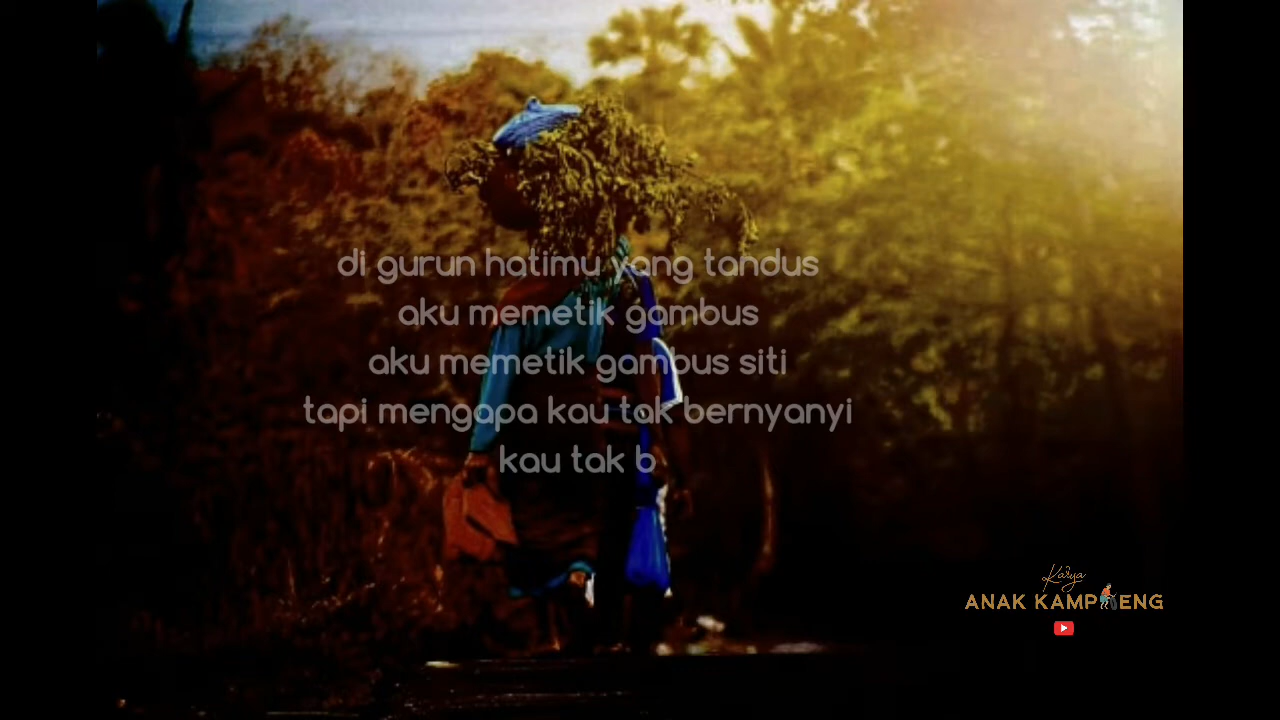 di gurun hatimu yang tandus
aku memetik gambus
aku memetik gambus siti
tapi mengapa kau tak bernyanyi
kau tak b
Karya
ANAK KAMPOENG